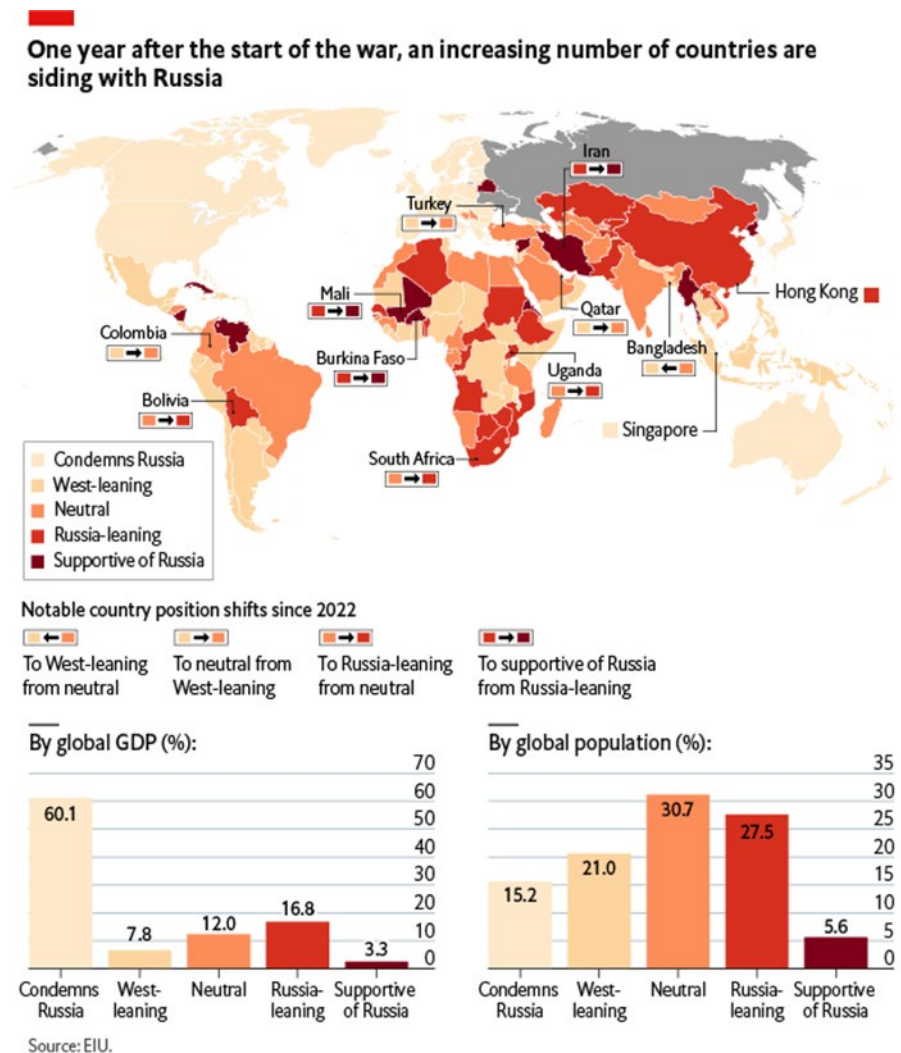 One year after the start of the war, an increasing number of countries are
siding with Russia
Iran
Turkey
Mali
Qatar
Hong Kong
Colombia
Burkina Faso
Bangladesh
Uganda
Bolivia
Singapore
South Africa
Condemns Russia
West-leaning
Neutral
Russia-leaning
Supportive of Russia
Notable country position shifts since 2022
To West-leaning
from neutral
To neutral from
West-leaning
To Russia-leaning
from neutral
To supportive of Russia
from Russia-leaning
By global GDP (%):
70
60
50
40
30
20
10
0
60.1
7.8
12.0
16.8
3.3
Condemns
Russia
West-
leaning
Neutral
Russia-
leaning
Supportive
of Russia
By global population (%):
35
30
25
20
15
10
5
0
15.2
21.0
30.7
27.5
5.6
Condemns
Russia
West-
leaning
Neutral
Russia-
leaning
Supportive
of Russia
Source: EIU.